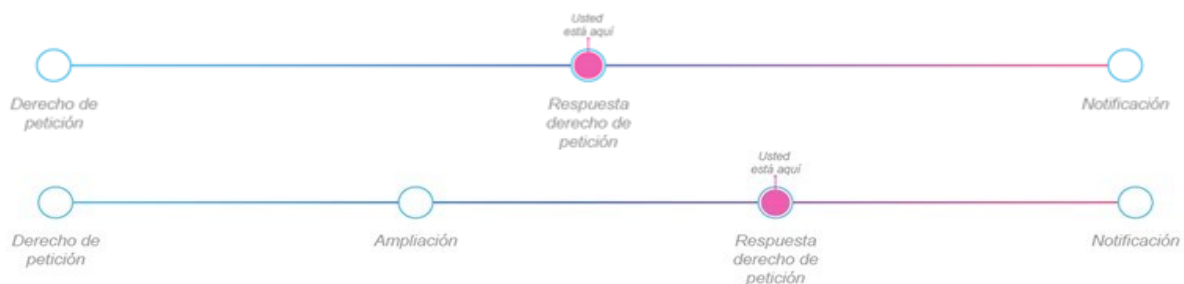 Usted
está aquí
Derecho de
petición
Respuesta
derecho de
petición
Notificación
Usted
está aquí
Derecho de
petición
Ampliación
Respuesta
derecho de
petición
Notificación